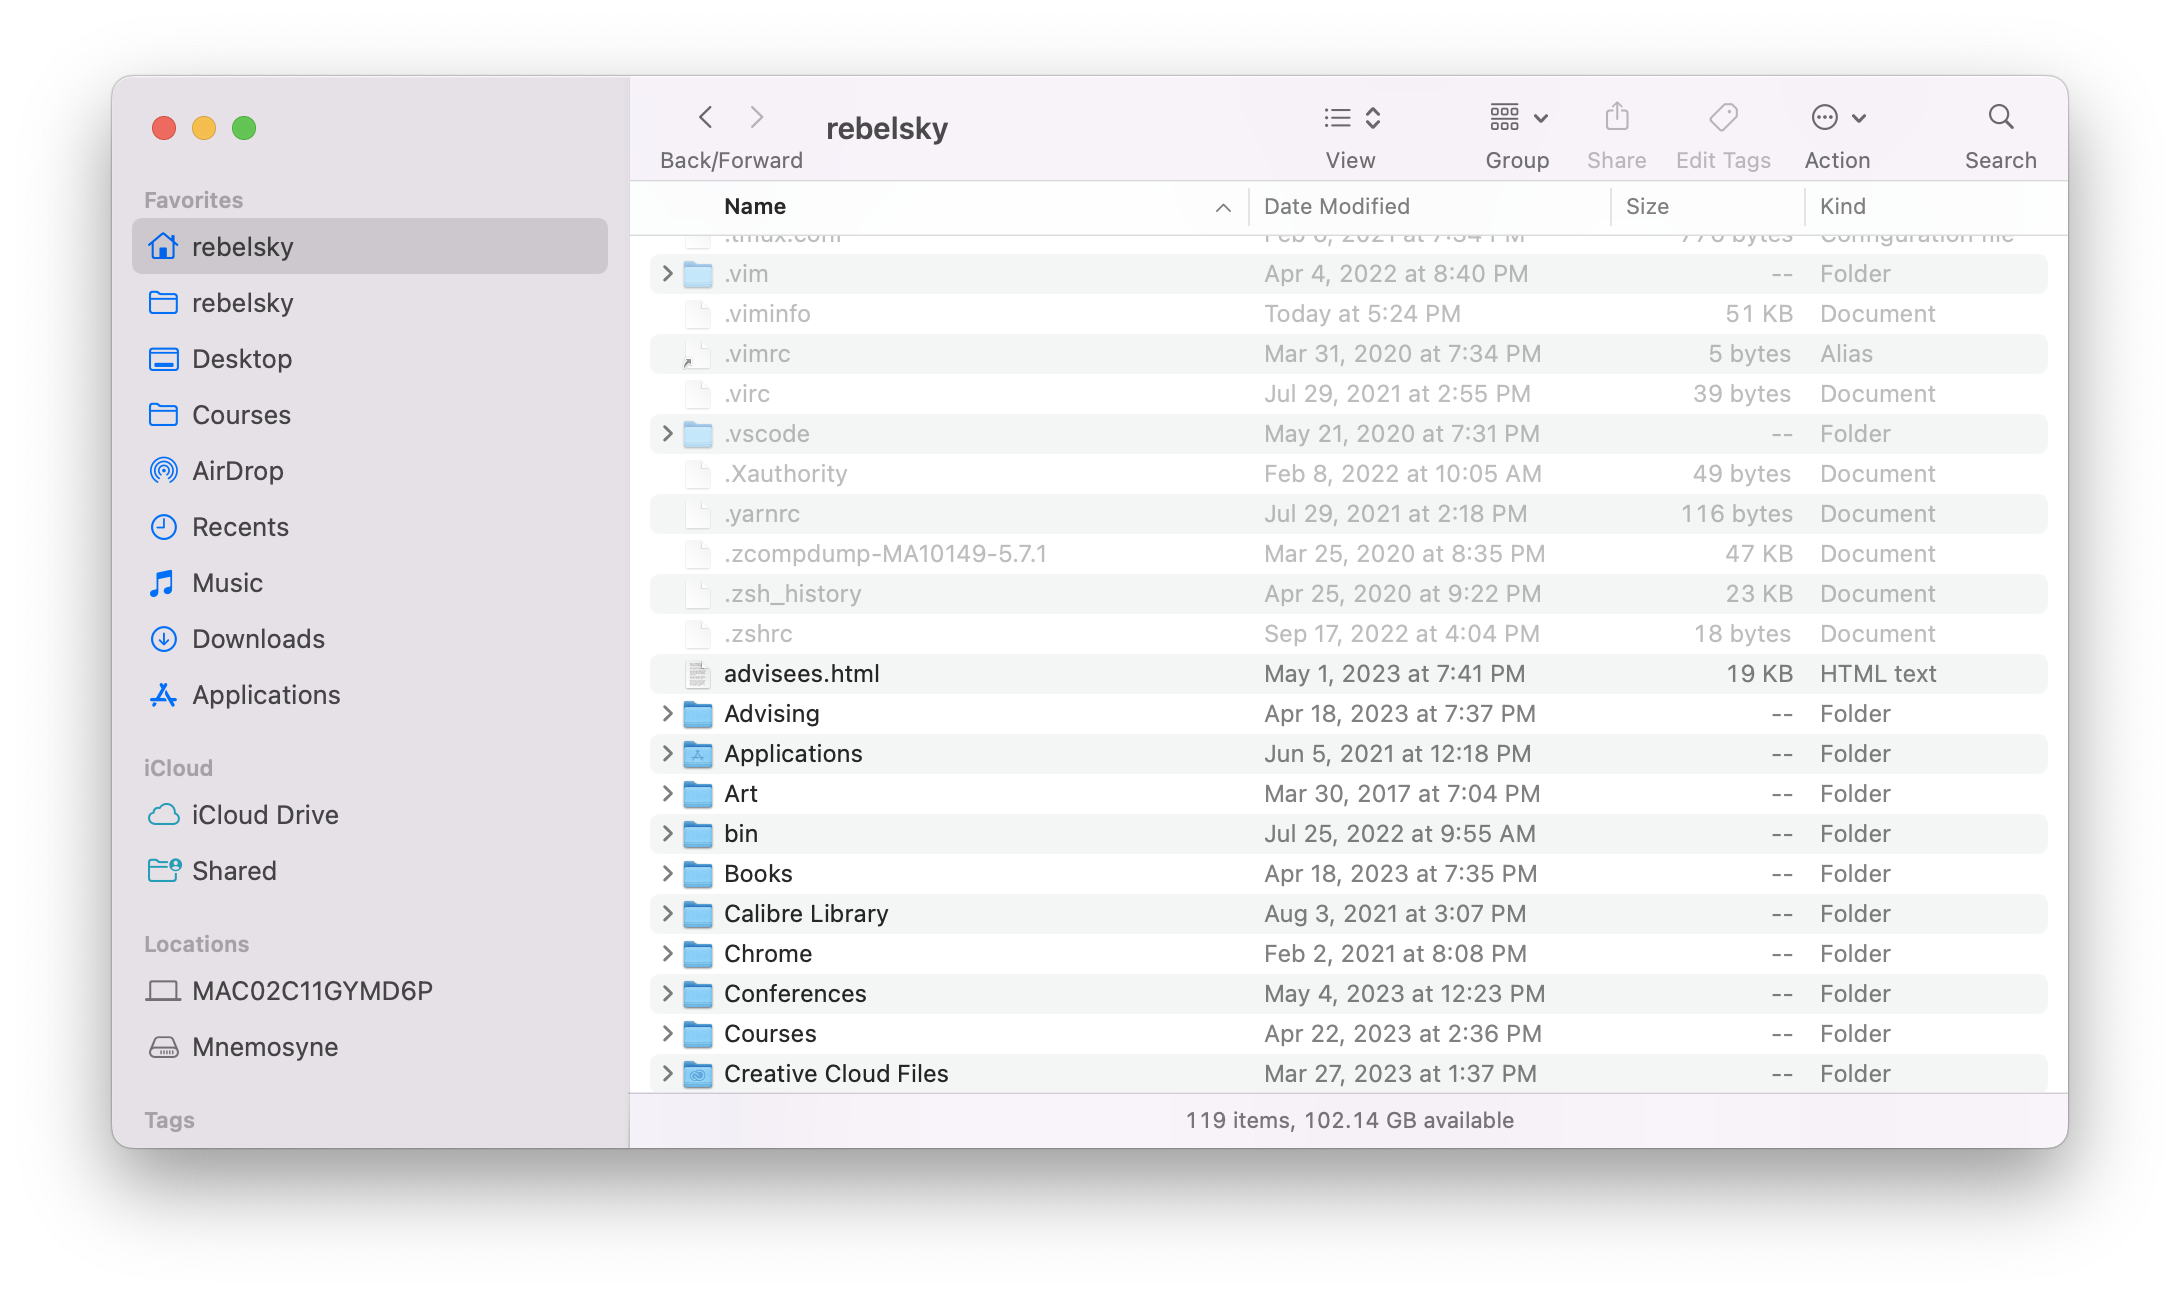 Favorites
rebelsky
rebelsky
Desktop
Courses
AirDrop
Recents
Music
Downloads
Applications
iCloud
iCloud Drive
Shared
Locations
MAC02C11GYMD6P
Mnemosyne
Tags
rebelsky
Back/Forward View Group Share Edit Tags Action Search
Name Date Modified Size Kind
.vim Apr 4, 2022 at 8:40 PM -- Folder
.viminfo Today at 5:24 PM 51 KB Document
.vimrc Mar 31, 2020 at 7:34 PM 5 bytes Alias
.virc Jul 29, 2021 at 2:55 PM 39 bytes Document
.vscode May 21, 2020 at 7:31 PM -- Folder
.Xauthority Feb 8, 2022 at 10:05 AM 49 bytes Document
.yarnrc Jul 29, 2021 at 2:18 PM 116 bytes Document
.zcompdump-MA10149-5.7.1 Mar 25, 2020 at 8:35 PM 47 KB Document
.zsh_history Apr 25, 2020 at 9:22 PM 23 KB Document
.zshrc Sep 17, 2022 at 4:04 PM 18 bytes Document
advisees.html May 1, 2023 at 7:41 PM 19 KB HTML text
Advising Apr 18, 2023 at 7:37 PM -- Folder
Applications Jun 5, 2021 at 12:18 PM -- Folder
Art Mar 30, 2017 at 7:04 PM -- Folder
bin Jul 25, 2022 at 9:55 AM -- Folder
Books Apr 18, 2023 at 7:35 PM -- Folder
Calibre Library Aug 3, 2021 at 3:07 PM -- Folder
Chrome Feb 2, 2021 at 8:08 PM -- Folder
Conferences May 4, 2023 at 12:23 PM -- Folder
Courses Apr 22, 2023 at 2:36 PM -- Folder
Creative Cloud Files Mar 27, 2023 at 1:37 PM -- Folder
119 items, 102.14 GB available